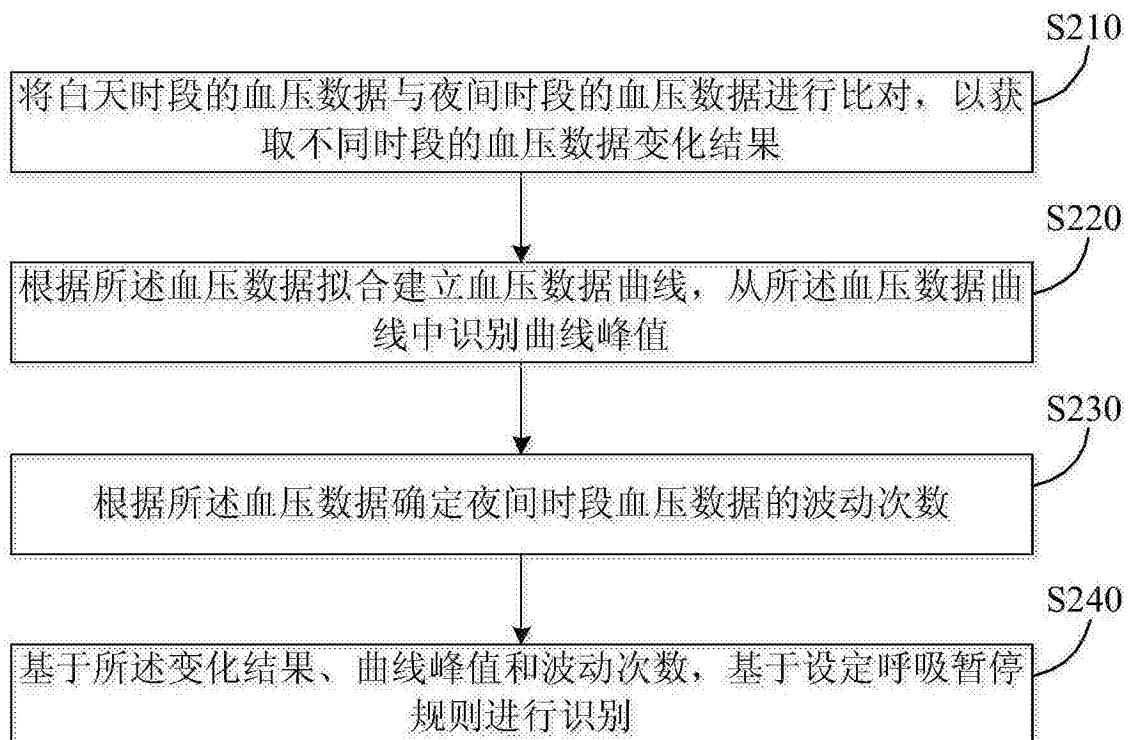 S210
将白天时段的血压数据与夜间时段的血压数据进行比对，以获
取不同时段的血压数据变化结果
S220
根据所述血压数据拟合建立血压数据曲线，从所述血压数据曲
线中识别曲线峰值
S230
根据所述血压数据确定夜间时段血压数据的波动次数
S240
基于所述变化结果、曲线峰值和波动次数，基于设定呼吸暂停
规则进行识别